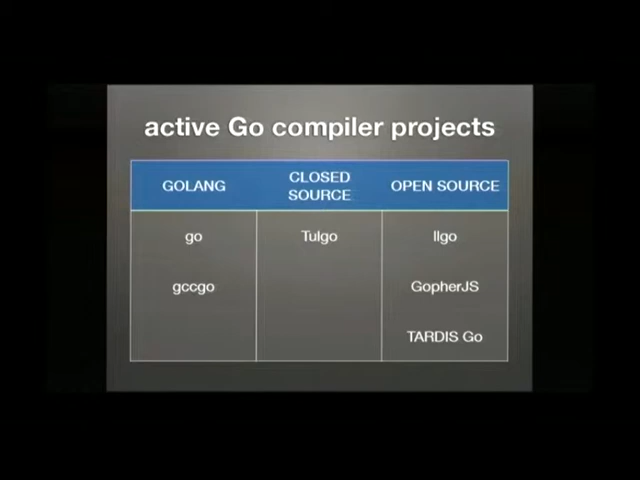 active Go compiler projects
GOLANG
CLOSED
SOURCE
OPEN SOURCE
go
Tulgo
llgo
gccgo
GopherJS
TARDIS Go